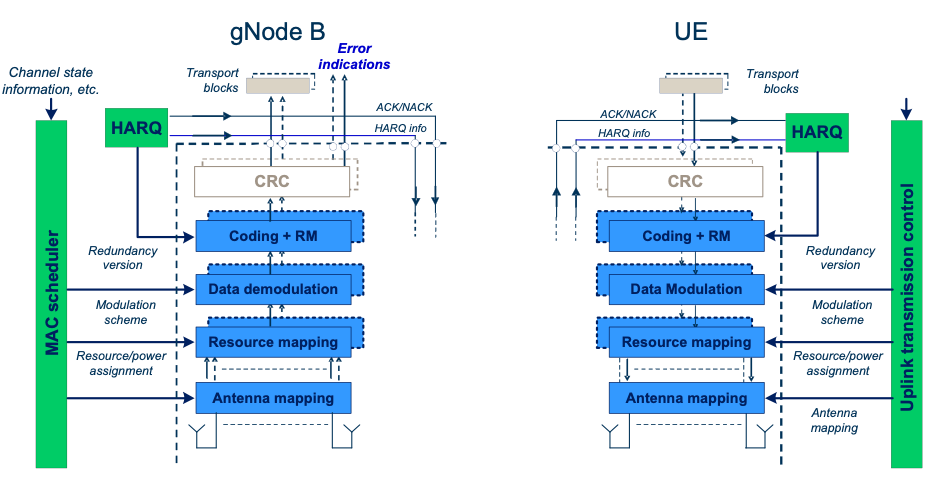 gNode B
UE
Error
indications
Channel state
information, etc.
Transport
blocks
ACK/NACK
HARQ info
HARQ
CRC
Coding + RM
Redundancy
version
Data demodulation
Modulation
scheme
Resource mapping
Resource/power
assignment
Antenna mapping
MAC scheduler
Transport
blocks
ACK/NACK
HARQ info
HARQ
CRC
Coding + RM
Redundancy
version
Data Modulation
Modulation
scheme
Resource mapping
Resource/power
assignment
Antenna mapping
Antenna
mapping
Uplink transmission control